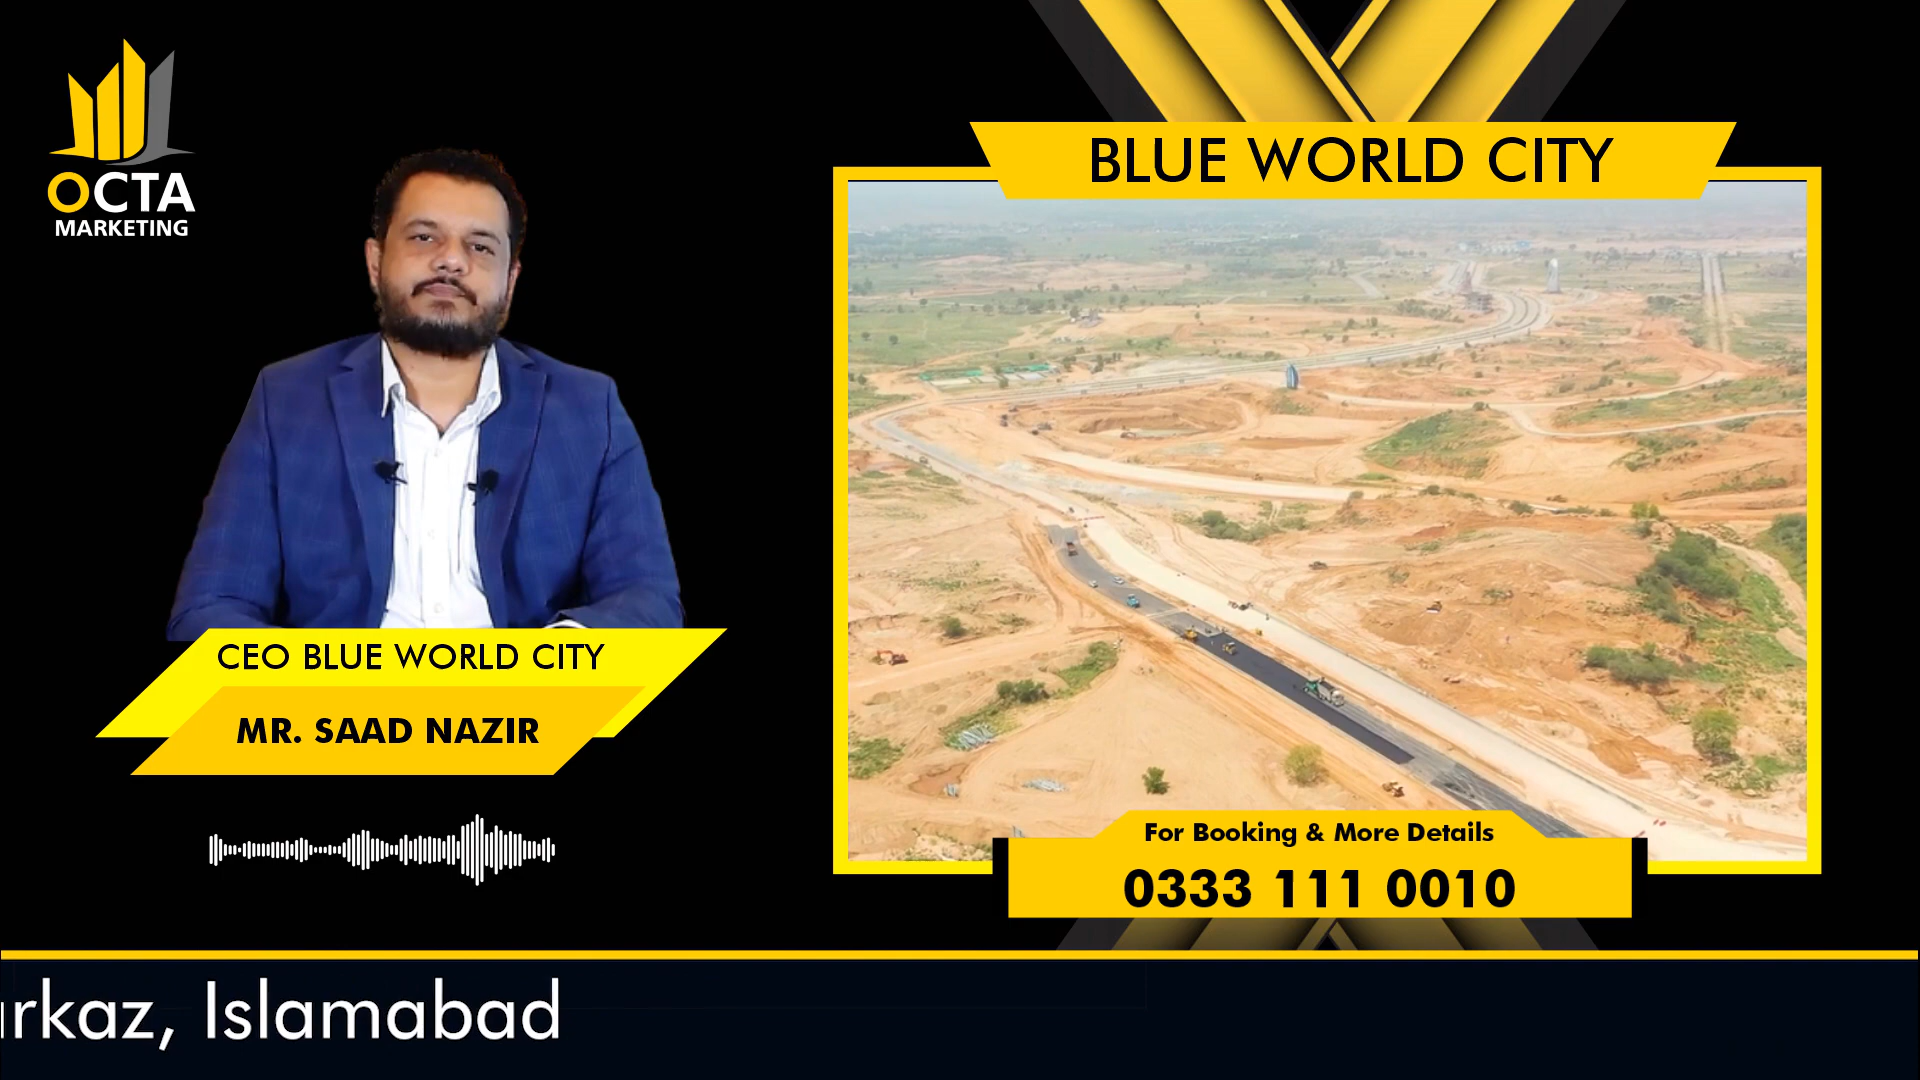 OCTA
MARKETING
BLUE WORLD CITY
CEO BLUE WORLD CITY
MR. SAAD NAZIR
For Booking & More Details
0333 111 0010
Islamabad